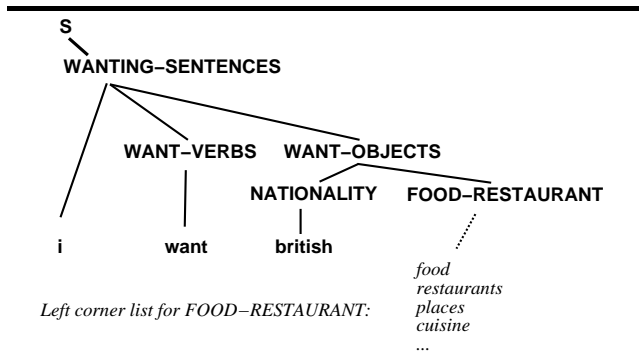 S
WANTING–SENTENCES
WANT–VERBS WANT–OBJECTS
NATIONALITY FOOD–RESTAURANT
i want british
food
restaurants
Left corner list for FOOD–RESTAURANT: places
cuisine
...